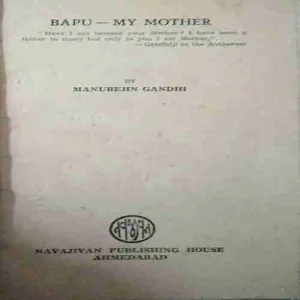 BAPU — MY MOTHER
"Have I not become your Mother? I have been a
father to many but only to you I am Mother."
— Gandhiji to the Authoress
BY
MANUBEHN GANDHI
NAVAJIVAN PUBLISHING HOUSE
AHMEDABAD